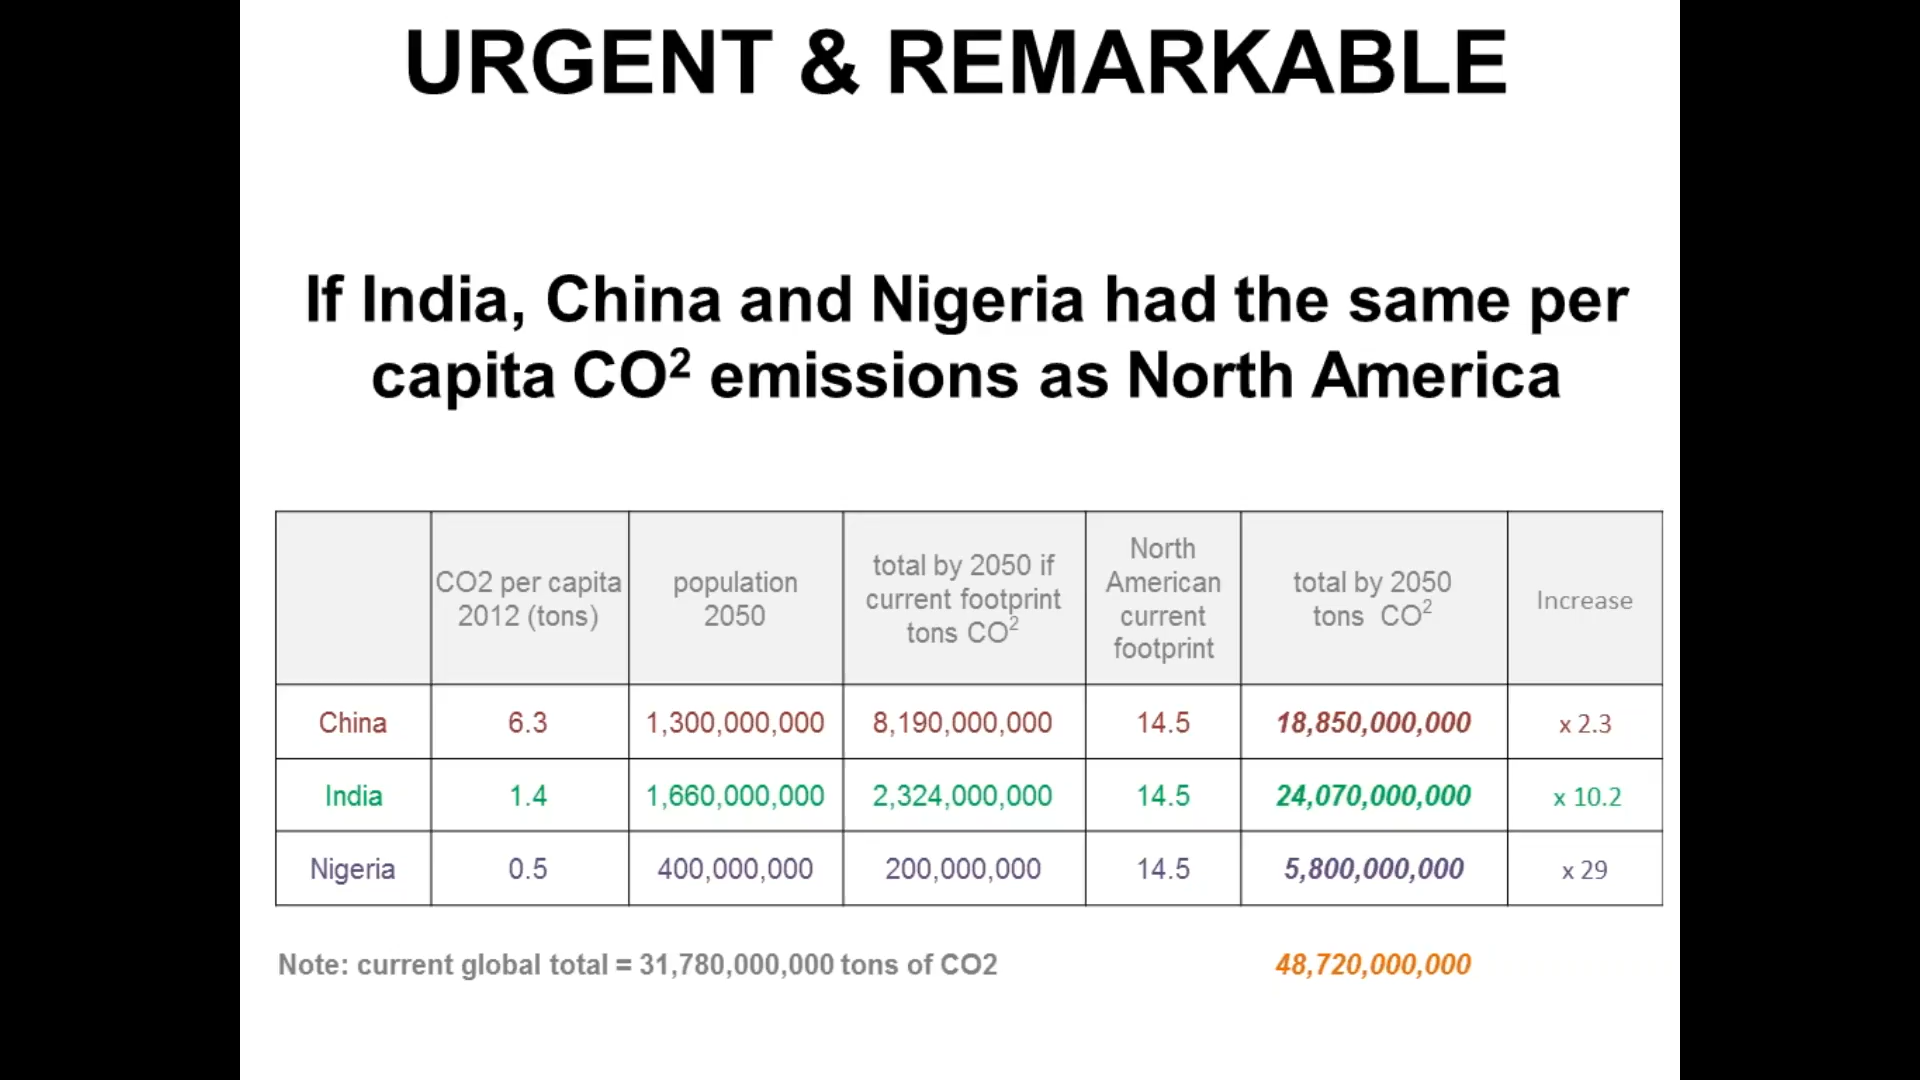 URGENT & REMARKABLE
If India, China and Nigeria had the same per
capita CO² emissions as North America
CO2 per capita
2012 (tons)
population
2050
total by 2050 if
current footprint
tons CO²
North
American
current
footprint
total by 2050
tons CO²
Increase
China 6.3 1,300,000,000 8,190,000,000 14.5 18,850,000,000 x 2.3
India 1.4 1,660,000,000 2,324,000,000 14.5 24,070,000,000 x 10.2
Nigeria 0.5 400,000,000 200,000,000 14.5 5,800,000,000 x 29
Note: current global total = 31,780,000,000 tons of CO2 48,720,000,000